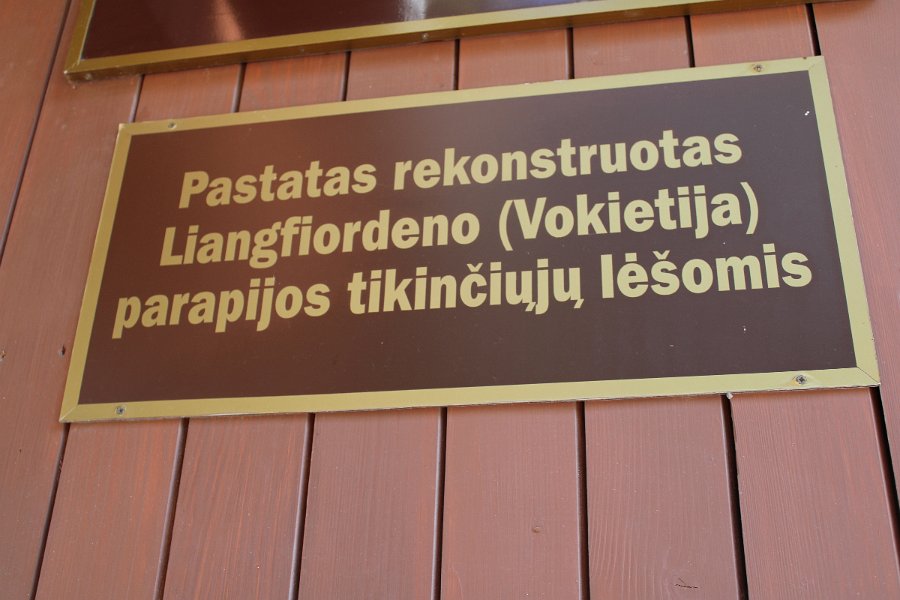 Pastatas rekonstruotas
Liangfiordeno (Vokietija)
parapijos tikinčiųjų lėšomis